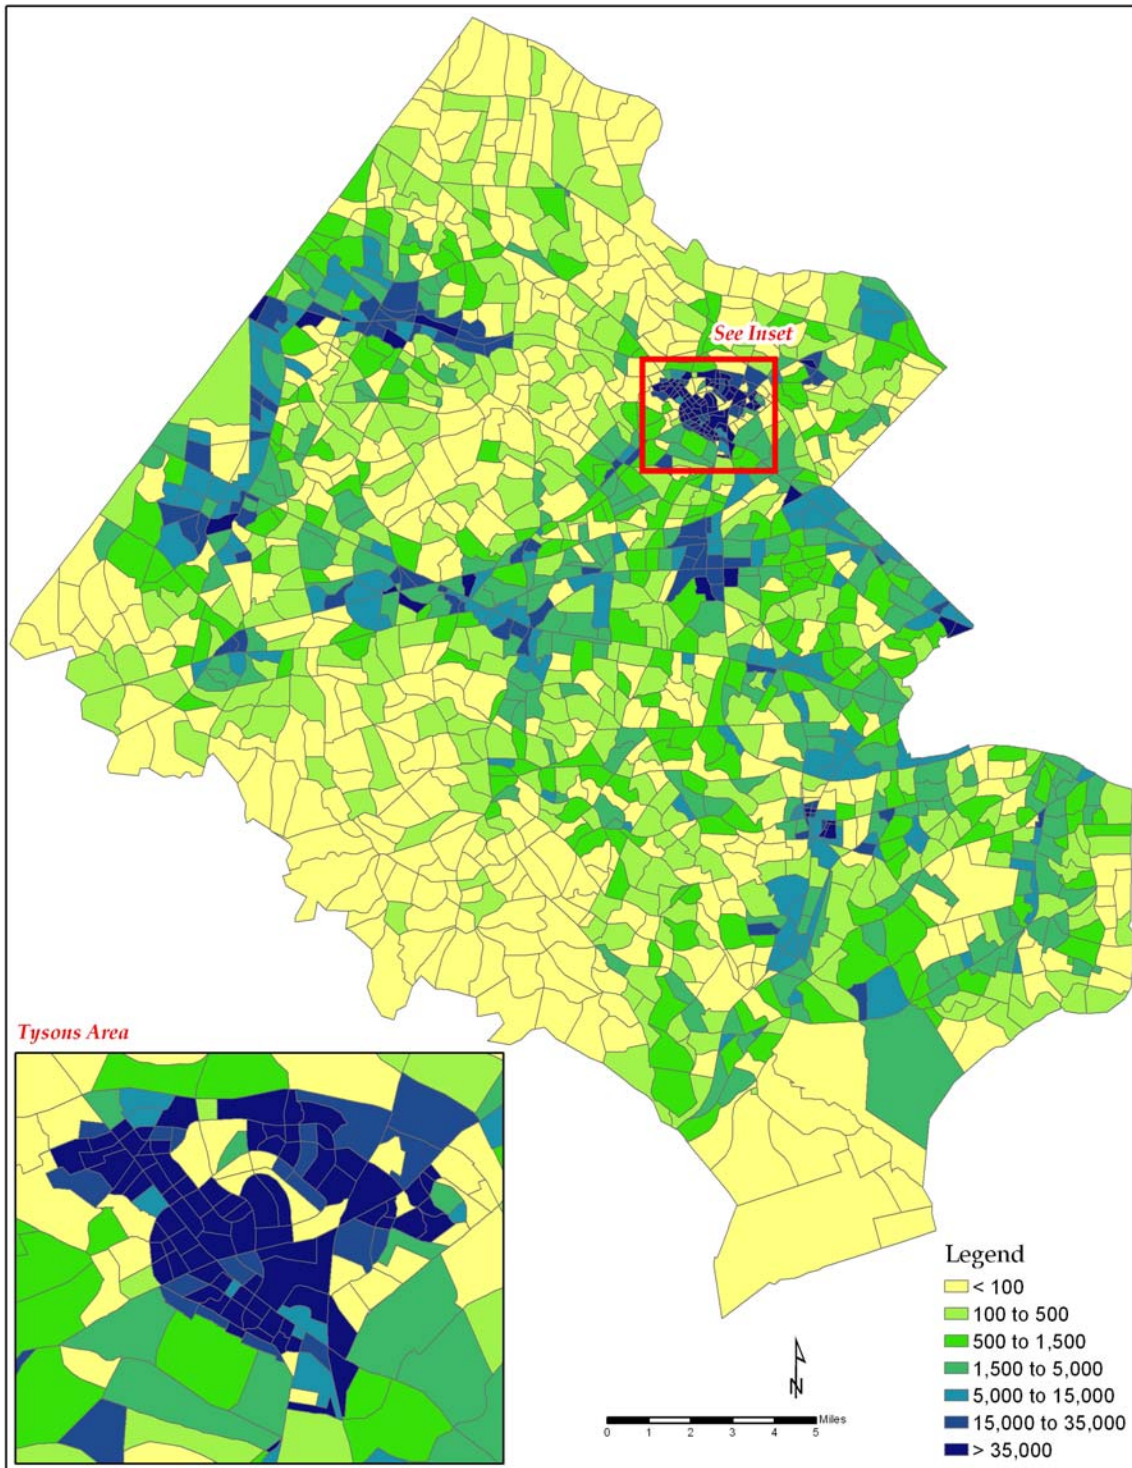 See Inset
Tysons Area
Legend
< 100
100 to 500
500 to 1,500
1,500 to 5,000
5,000 to 15,000
15,000 to 35,000
> 35,000
N
Miles
0 1 2 3 4 5